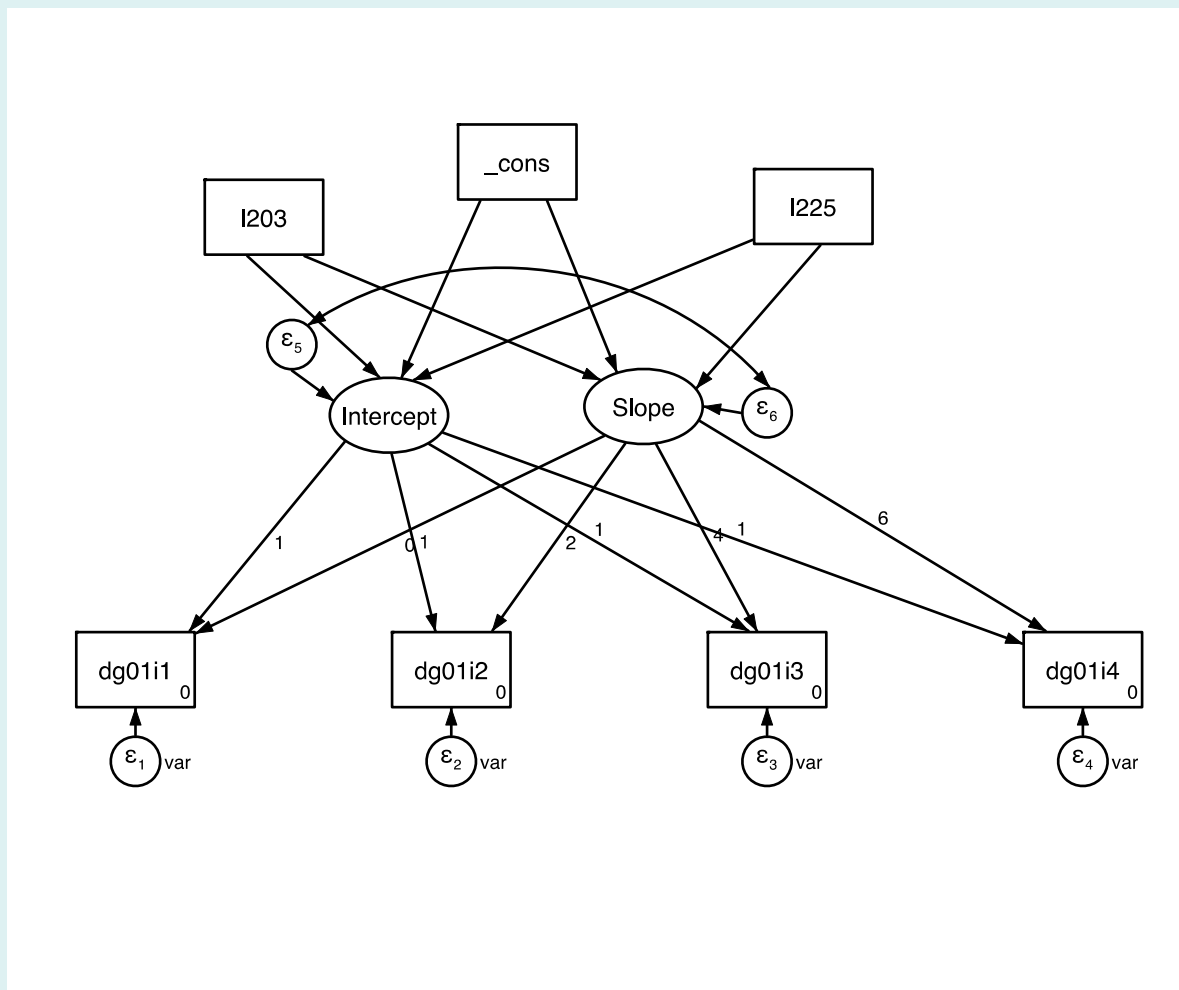 _cons
I203
I225
ε5
Intercept
Slope
ε6
1
0
1
2
1
4
1
6
dg01i1
0
dg01i2
0
dg01i3
0
dg01i4
0
ε1 var
ε2 var
ε3 var
ε4 var